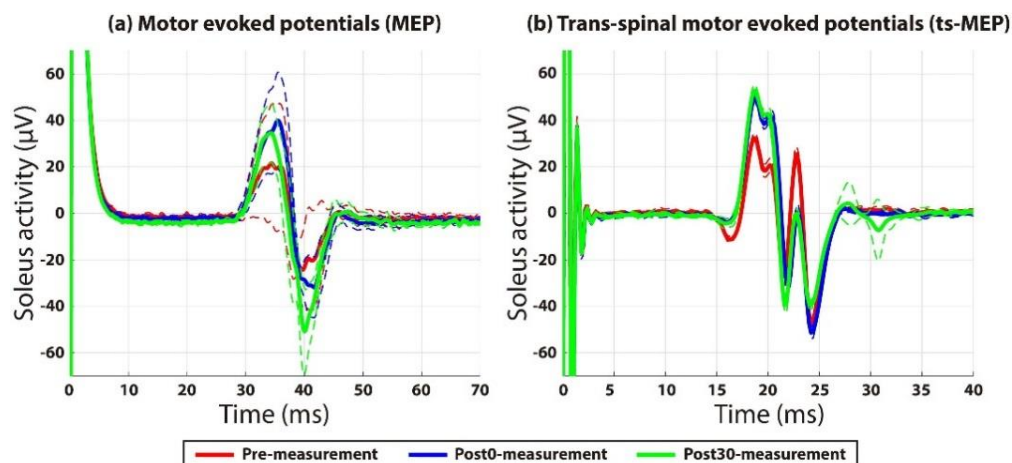 (a) Motor evoked potentials (MEP)
(b) Trans-spinal motor evoked potentials (ts-MEP)
Soleus activity (μV)
60
40
20
0
-20
-40
-60
0 10 20 30 40 50 60 70
Time (ms)
Soleus activity (μV)
60
40
20
0
-20
-40
-60
0 5 10 15 20 25 30 35 40
Time (ms)
Pre-measurement Post0-measurement Post30-measurement